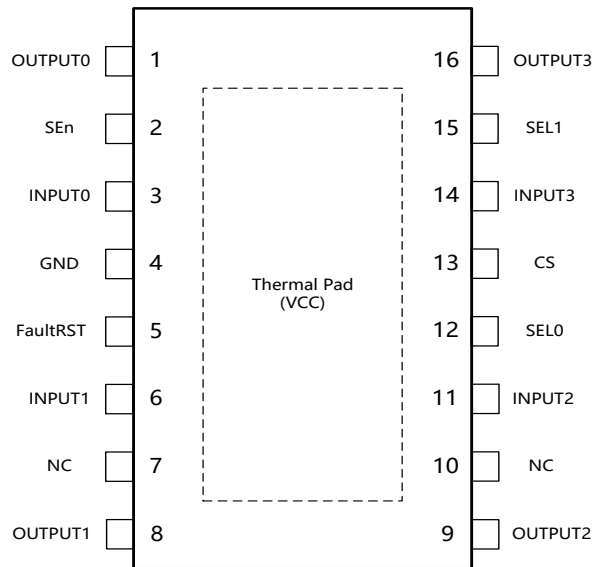 OUTPUT0 1 16 OUTPUT3
SEn 2 15 SEL1
INPUT0 3 14 INPUT3
GND 4 13 CS
Thermal Pad
(VCC)
FaultRST 5 12 SEL0
INPUT1 6 11 INPUT2
NC 7 10 NC
OUTPUT1 8 9 OUTPUT2